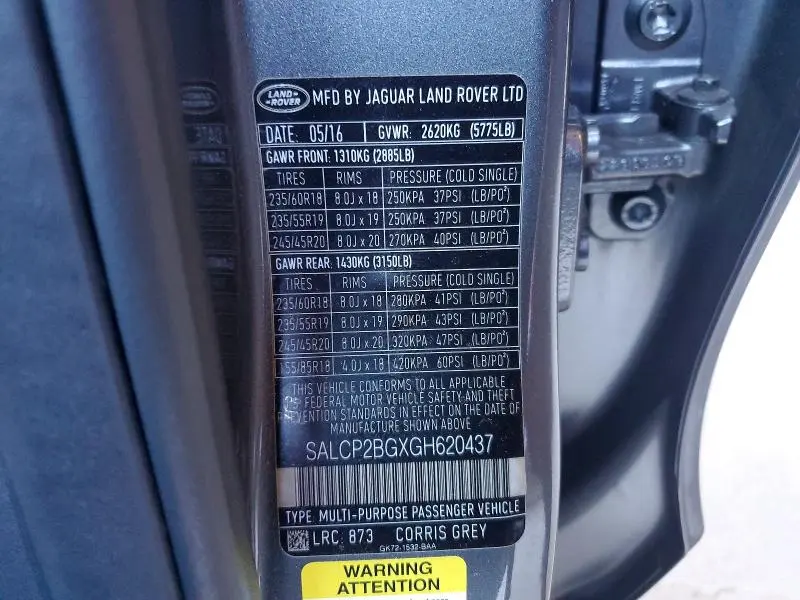 LAND ROVER MFD BY JAGUAR LAND ROVER LTD
DATE: 05/16 GVWR: 2620KG (5775LB)
GAWR FRONT: 1310KG (2885LB)
TIRES RIMS PRESSURE (COLD SINGLE)
235/60R18 8.0J x 18 250KPA 37PSI (LB/PO²)
235/55R19 8.0J x 19 250KPA 37PSI (LB/PO²)
245/45R20 8.0J x 20 270KPA 40PSI (LB/PO²)
GAWR REAR: 1430KG (3150LB)
TIRES RIMS PRESSURE (COLD SINGLE)
235/60R18 8.0J x 18 280KPA 41PSI (LB/PO²)
235/55R19 8.0J x 19 290KPA 43PSI (LB/PO²)
245/45R20 8.0J x 20 320KPA 47PSI (LB/PO²)
155/85R18 4.0J x 18 420KPA 60PSI (LB/PO²)
THIS VEHICLE CONFORMS TO ALL APPLICABLE
FEDERAL MOTOR VEHICLE SAFETY AND THEFT
PREVENTION STANDARDS IN EFFECT ON THE DATE OF
MANUFACTURE SHOWN ABOVE
SALCP2BGXGH620437
TYPE: MULTI-PURPOSE PASSENGER VEHICLE
LRC: 873 CORRIS GREY
GK72-1532-BAA
WARNING
ATTENTION